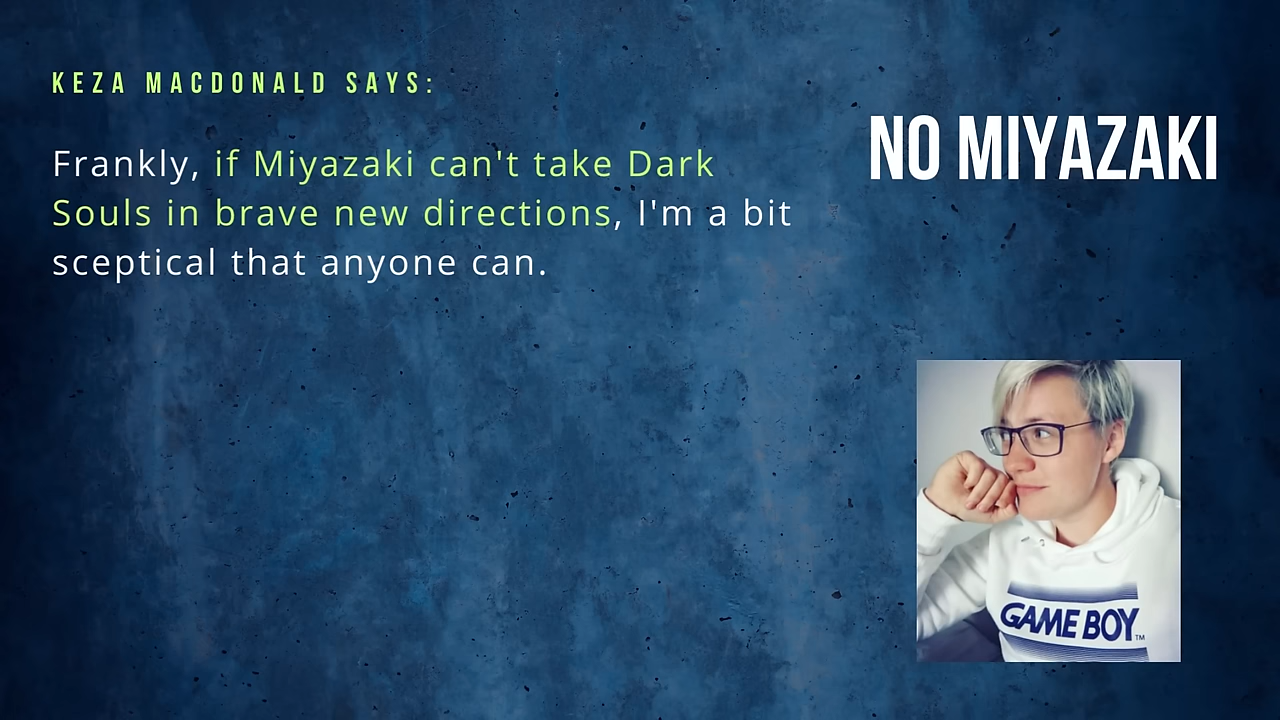 KEZA MACDONALD SAYS:
NO MIYAZAKI
Frankly, if Miyazaki can't take Dark
Souls in brave new directions, I'm a bit
sceptical that anyone can.
GAME BOY™